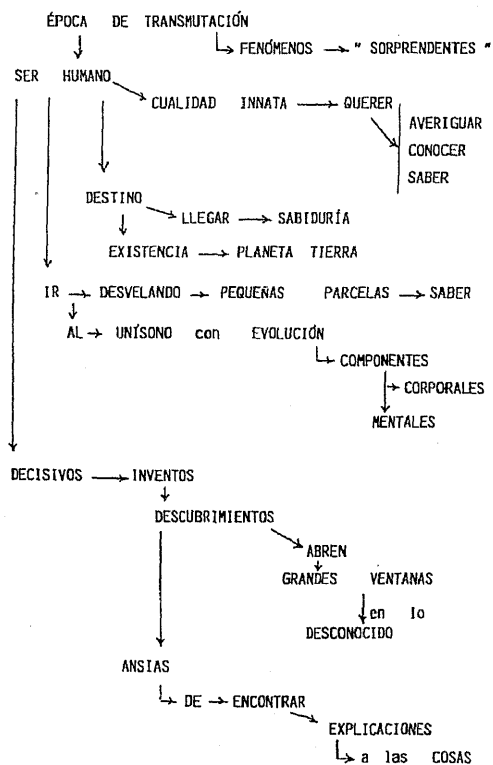 ÉPOCA DE TRANSMUTACIÓN
FENÓMENOS " SORPRENDENTES "
SER HUMANO
CUALIDAD INNATA QUERER
AVERIGUAR
CONOCER
SABER
DESTINO
LLEGAR SABIDURÍA
EXISTENCIA PLANETA TIERRA
IR DESVELANDO PEQUEÑAS PARCELAS SABER
AL UNÍSONO con EVOLUCIÓN
COMPONENTES
CORPORALES
MENTALES
DECISIVOS INVENTOS
DESCUBRIMIENTOS
ABREN
GRANDES VENTANAS
en lo
DESCONOCIDO
ANSIAS
DE ENCONTRAR
EXPLICACIONES
a las COSAS